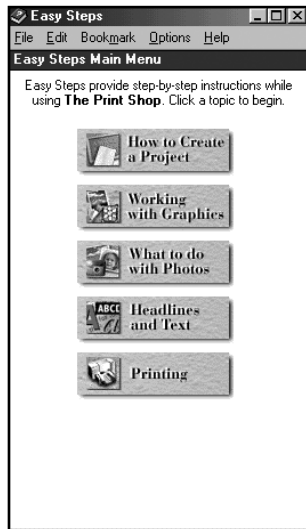 Easy Steps
File Edit Bookmark Options Help
Easy Steps Main Menu
Easy Steps provide step-by-step instructions while
using The Print Shop. Click a topic to begin.
How to Create
a Project
Working
with Graphics
What to do
with Photos
ABC
Headlines
and Text
Printing